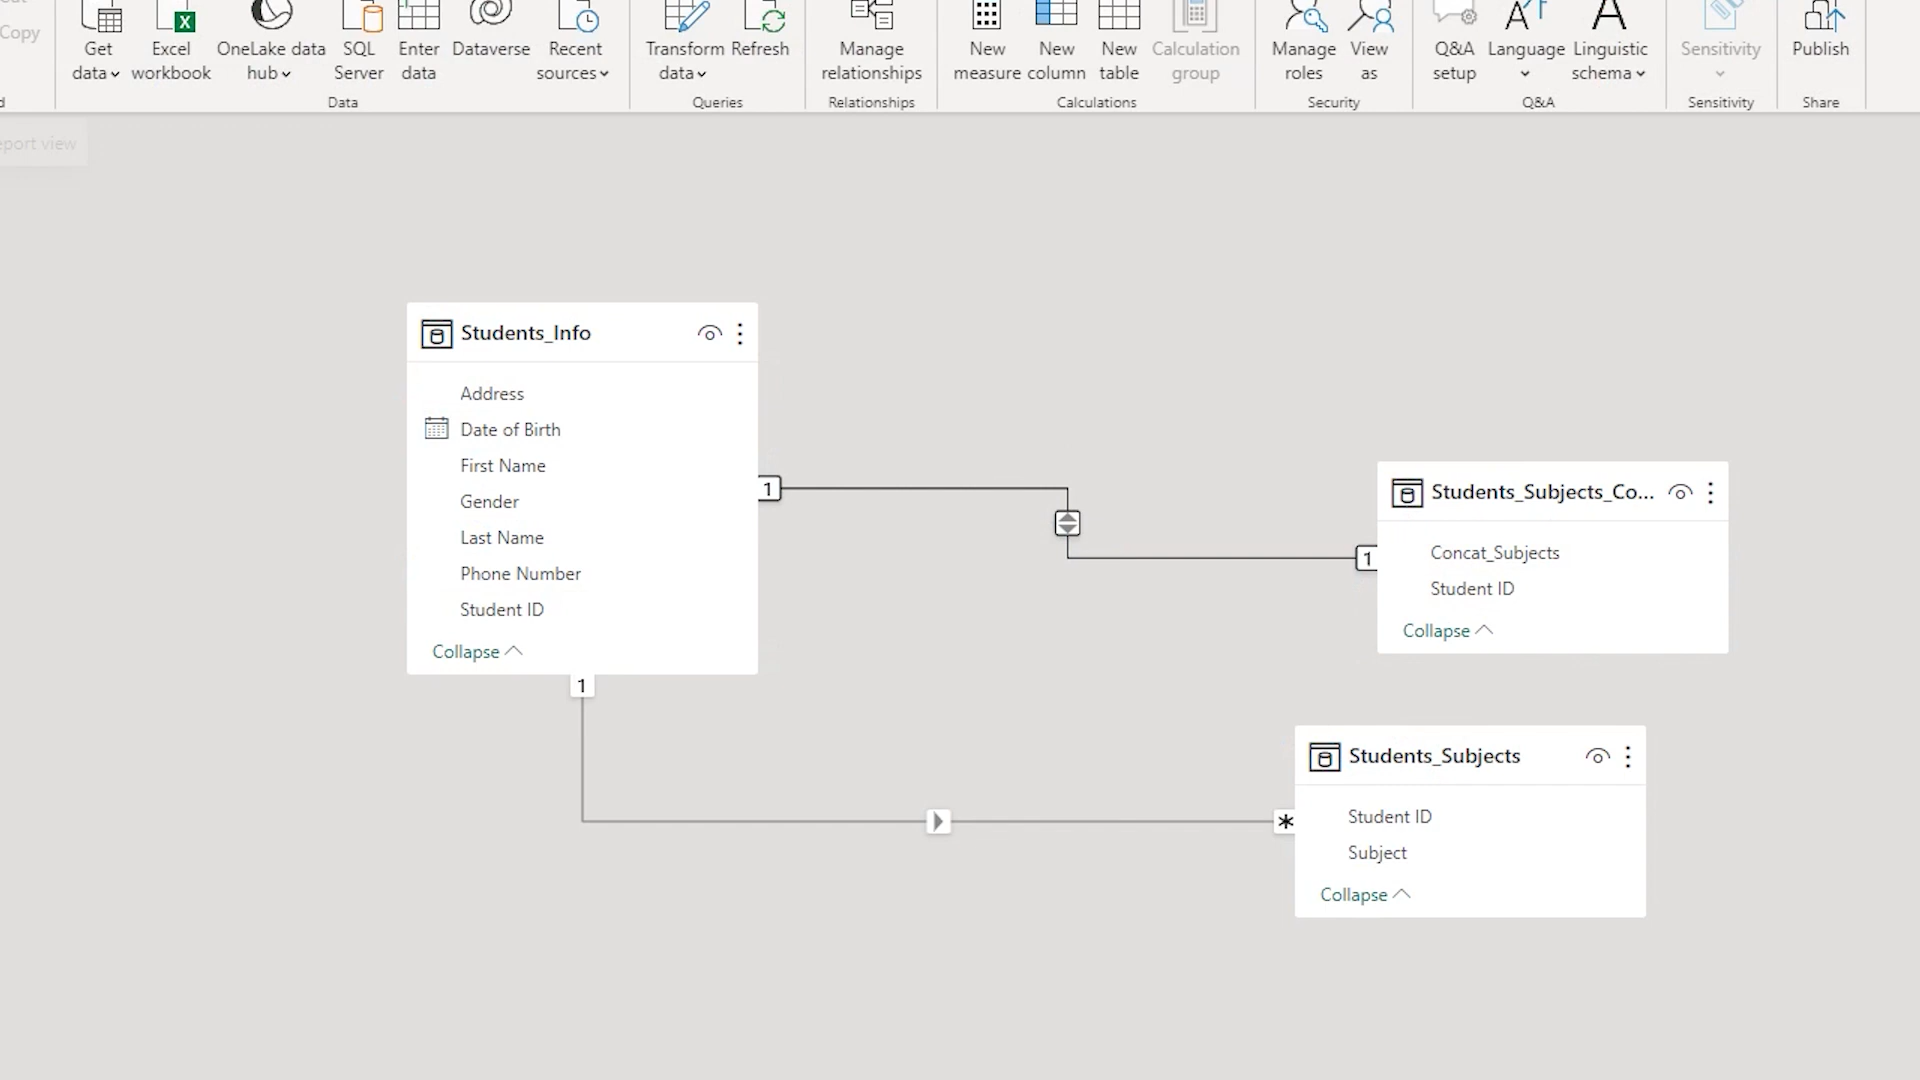 Copy
Get data
Excel workbook
OneLake data hub
SQL Server
Enter data
Dataverse
Recent sources
Transform data
Refresh
Manage relationships
New measure
New column
New table
Calculation group
Manage roles
View as
Q&A setup
Language
Linguistic schema
Sensitivity
Publish
Data
Queries
Relationships
Calculations
Security
Q&A
Sensitivity
Share
eport view
Students_Info
Address
Date of Birth
First Name
Gender
Last Name
Phone Number
Student ID
Collapse
1
1
Students_Subjects_Co...
Concat_Subjects
Student ID
Collapse
1
*
Students_Subjects
Student ID
Subject
Collapse